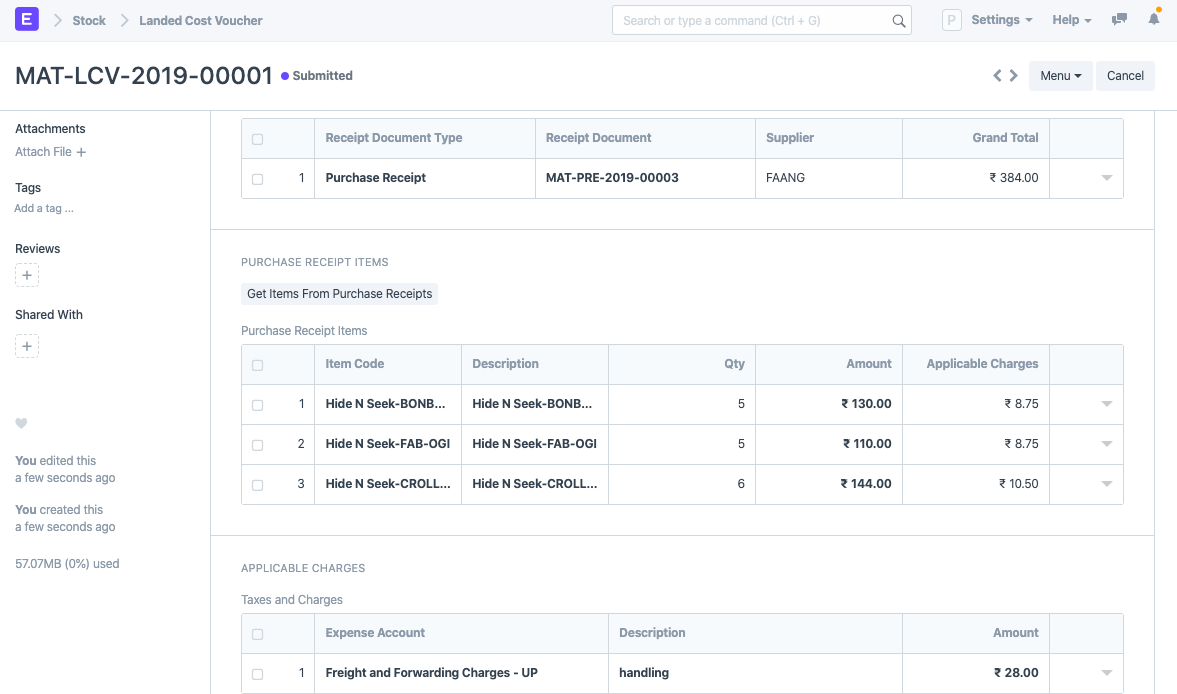 E Stock Landed Cost Voucher Search or type a command (Ctrl + G) P Settings Help
MAT-LCV-2019-00001 Submitted Menu Cancel
Attachments
Attach File +
Tags
Add a tag ...
Reviews
+
Shared With
+
You edited this
a few seconds ago
You created this
a few seconds ago
57.07MB (0%) used
Receipt Document Type Receipt Document Supplier Grand Total
1 Purchase Receipt MAT-PRE-2019-00003 FAANG ₹ 384.00
PURCHASE RECEIPT ITEMS
Get Items From Purchase Receipts
Purchase Receipt Items
Item Code Description Qty Amount Applicable Charges
1 Hide N Seek-BONB... Hide N Seek-BONB... 5 ₹ 130.00 ₹ 8.75
2 Hide N Seek-FAB-OGI Hide N Seek-FAB-OGI 5 ₹ 110.00 ₹ 8.75
3 Hide N Seek-CROLL... Hide N Seek-CROLL... 6 ₹ 144.00 ₹ 10.50
APPLICABLE CHARGES
Taxes and Charges
Expense Account Description Amount
1 Freight and Forwarding Charges - UP handling ₹ 28.00